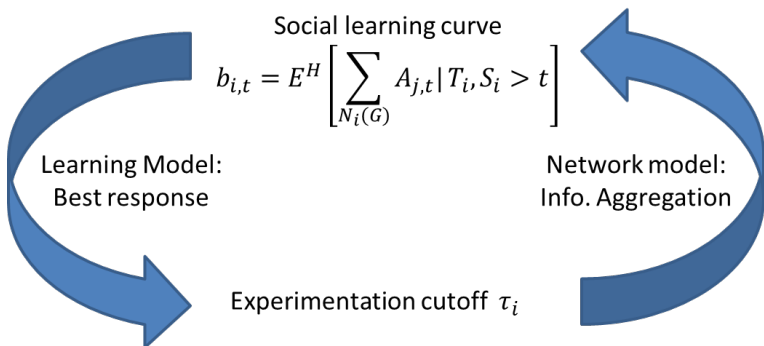 Social learning curve
b_{i,t} = E^H [ ∑_{N_i(G)} A_{j,t} | T_i, S_i > t ]
Learning Model:
Best response
Network model:
Info. Aggregation
Experimentation cutoff τ_i